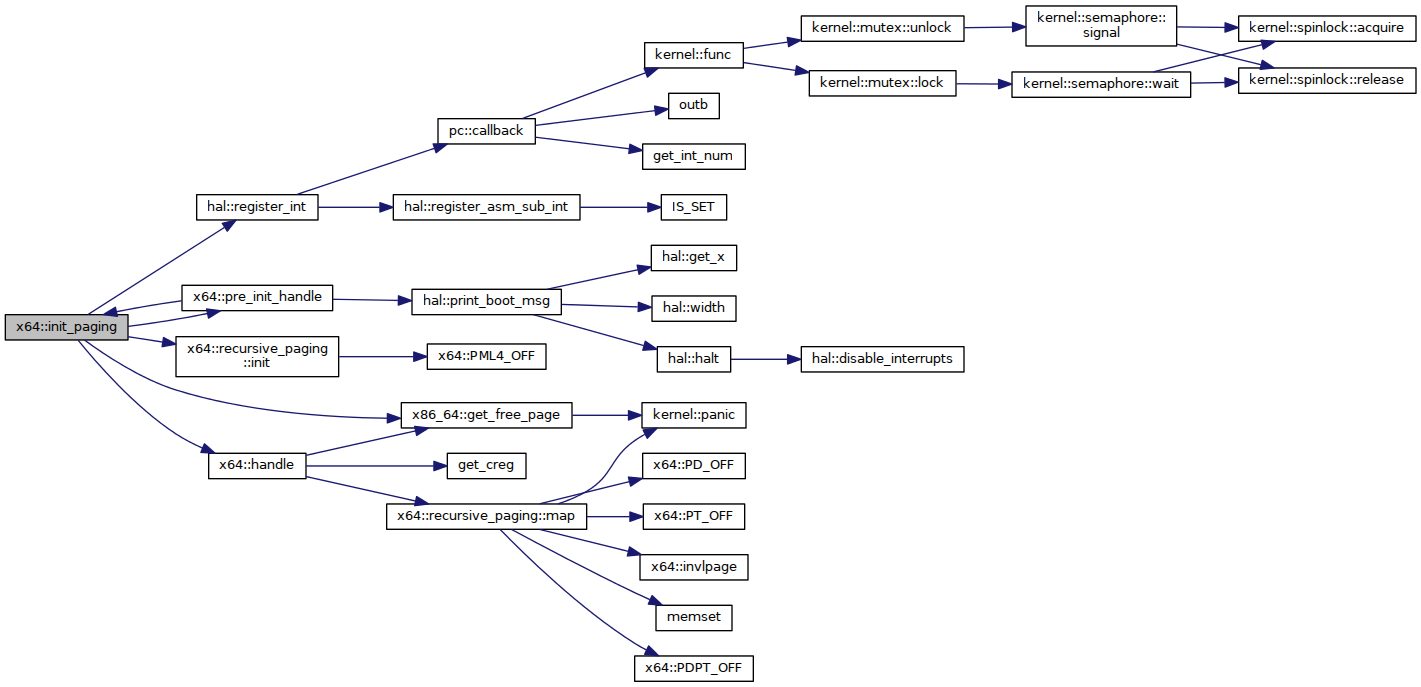 kernel::mutex::unlock
kernel::semaphore::
signal
kernel::spinlock::acquire
kernel::func
kernel::mutex::lock
kernel::semaphore::wait
kernel::spinlock::release
outb
pc::callback
get_int_num
hal::register_int
hal::register_asm_sub_int
IS_SET
hal::get_x
x64::pre_init_handle
hal::print_boot_msg
hal::width
x64::init_paging
x64::recursive_paging
::init
x64::PML4_OFF
hal::halt
hal::disable_interrupts
x86_64::get_free_page
kernel::panic
x64::handle
get_creg
x64::PD_OFF
x64::recursive_paging::map
x64::PT_OFF
x64::invlpage
memset
x64::PDPT_OFF